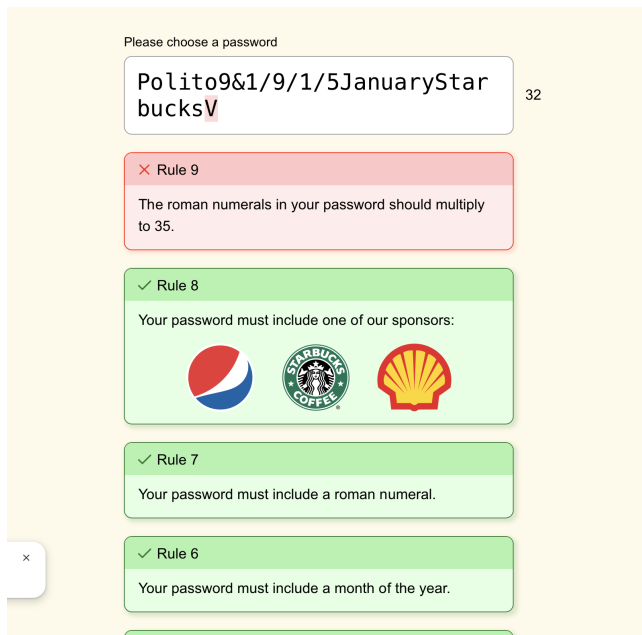 Please choose a password
Polito9&1/9/1/5JanuaryStar
bucksV
32
Rule 9
The roman numerals in your password should multiply
to 35.
Rule 8
Your password must include one of our sponsors:
STARBUCKS
COFFEE
®
Rule 7
Your password must include a roman numeral.
Rule 6
Your password must include a month of the year.